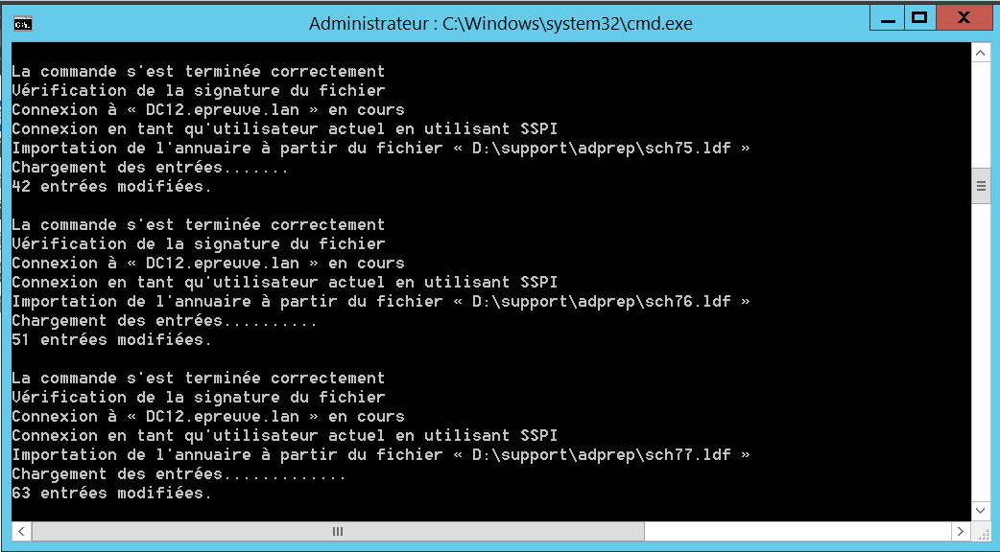 Administrateur : C:\Windows\system32\cmd.exe
La commande s'est terminée correctement
Vérification de la signature du fichier
Connexion à « DC12.epreuve.lan » en cours
Connexion en tant qu'utilisateur actuel en utilisant SSPI
Importation de l'annuaire à partir du fichier « D:\support\adprep\sch75.ldf »
Chargement des entrées.......
42 entrées modifiées.
La commande s'est terminée correctement
Vérification de la signature du fichier
Connexion à « DC12.epreuve.lan » en cours
Connexion en tant qu'utilisateur actuel en utilisant SSPI
Importation de l'annuaire à partir du fichier « D:\support\adprep\sch76.ldf »
Chargement des entrées..........
51 entrées modifiées.
La commande s'est terminée correctement
Vérification de la signature du fichier
Connexion à « DC12.epreuve.lan » en cours
Connexion en tant qu'utilisateur actuel en utilisant SSPI
Importation de l'annuaire à partir du fichier « D:\support\adprep\sch77.ldf »
Chargement des entrées.............
63 entrées modifiées.